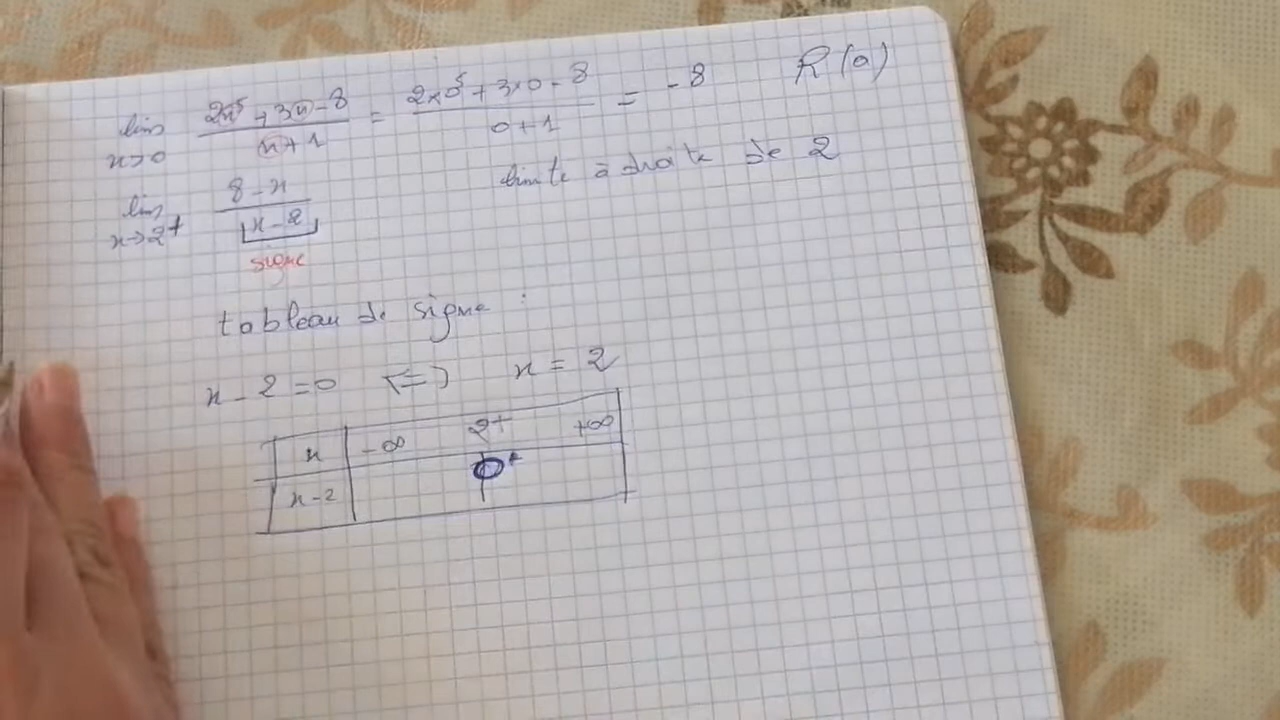 lim x→0 (2x⁵ + 3x - 8)/(x + 1) = (2×0⁵ + 3×0 - 8)/(0 + 1) = -8 R(0)
lim x→2⁺ (8 - x)/(x - 2) limite à droite de 2
signe
tableau de signe :
x - 2 = 0 <=> x = 2
x -∞ 2+ +∞
x-2 0+